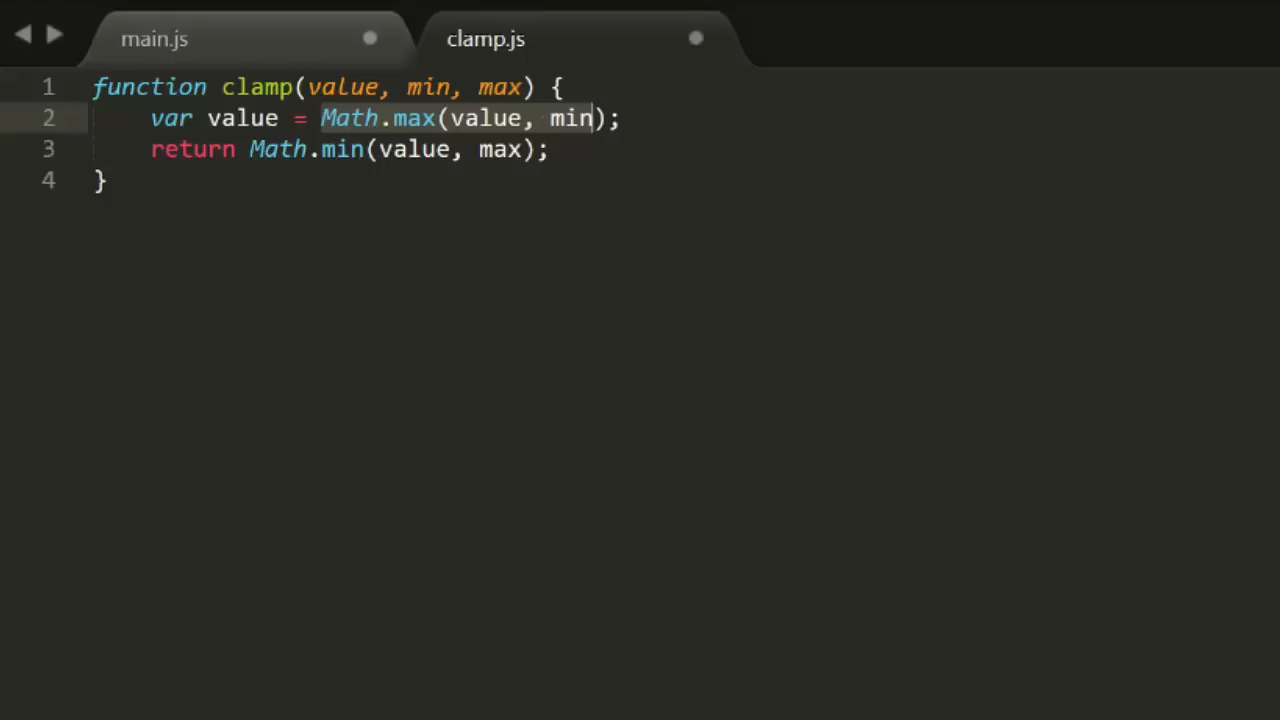 main.js clamp.js
1 function clamp(value, min, max) {
2     var value = Math.max(value, min);
3     return Math.min(value, max);
4 }